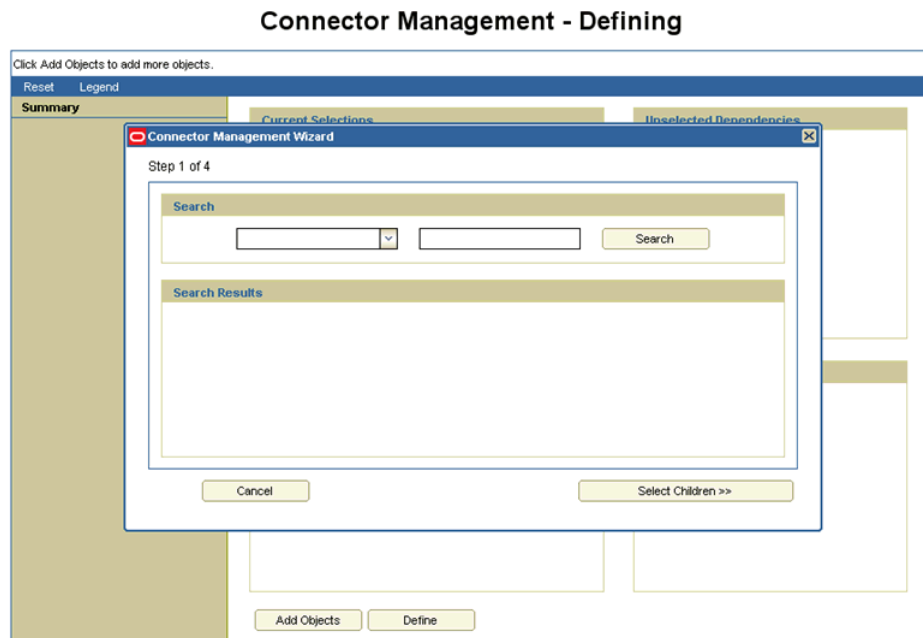 Connector Management - Defining
Click Add Objects to add more objects.
Reset Legend
Summary
Current Selections Unselected Dependencies
Connector Management Wizard
Step 1 of 4
Search
Search
Search Results
Cancel Select Children >>
Add Objects Define